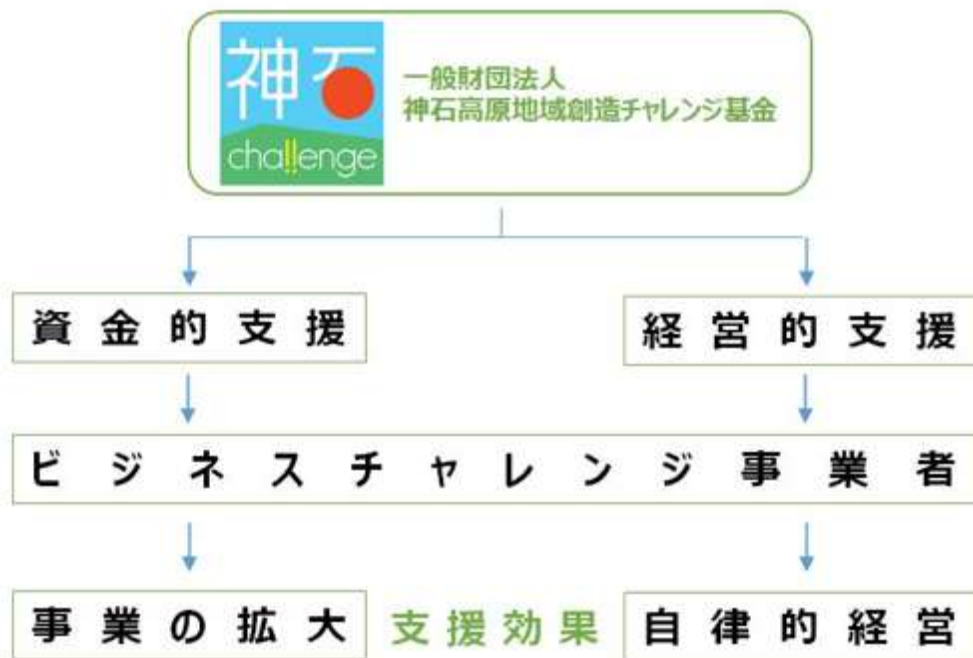 神石
challenge
一般財団法人
神石高原地域創造チャレンジ基金
資金的支援
経営的支援
ビジネスチャレンジ事業者
事業の拡大
支援効果
自律的経営